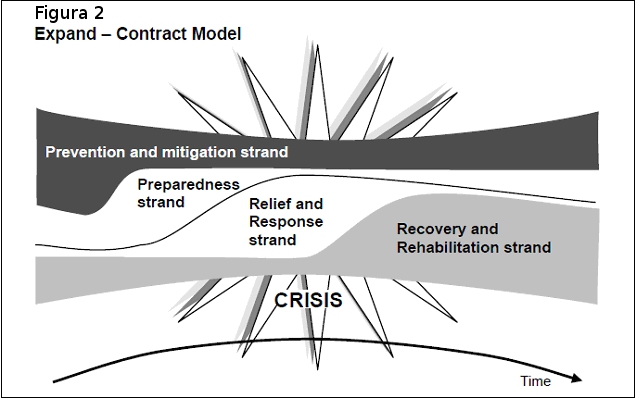 Figura 2
Expand – Contract Model
Prevention and mitigation strand
Preparedness
strand
Relief and
Response
strand
Recovery and
Rehabilitation strand
CRISIS
Time